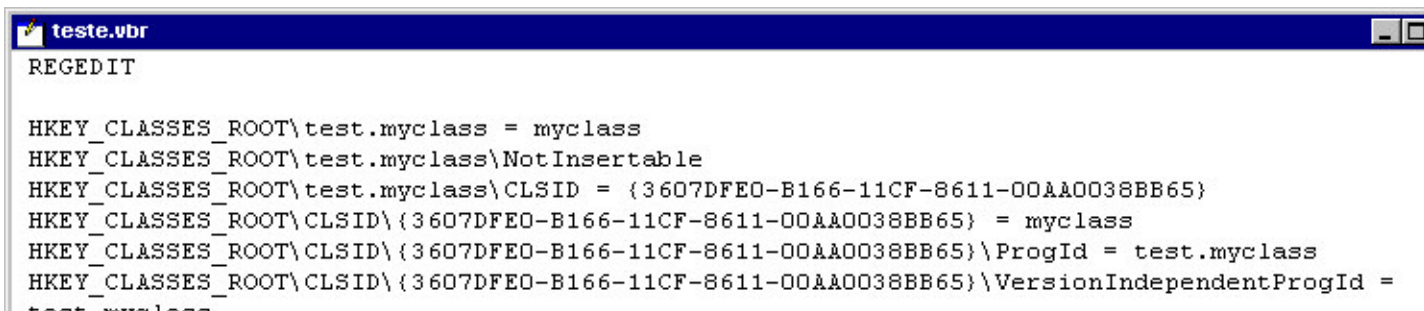 teste.vbr
REGEDIT
HKEY_CLASSES_ROOT\test.myclass = myclass
HKEY_CLASSES_ROOT\test.myclass\NotInsertable
HKEY_CLASSES_ROOT\test.myclass\CLSID = {3607DFE0-B166-11CF-8611-00AA0038BB65}
HKEY_CLASSES_ROOT\CLSID\{3607DFE0-B166-11CF-8611-00AA0038BB65} = myclass
HKEY_CLASSES_ROOT\CLSID\{3607DFE0-B166-11CF-8611-00AA0038BB65}\ProgId = test.myclass
HKEY_CLASSES_ROOT\CLSID\{3607DFE0-B166-11CF-8611-00AA0038BB65}\VersionIndependentProgId =